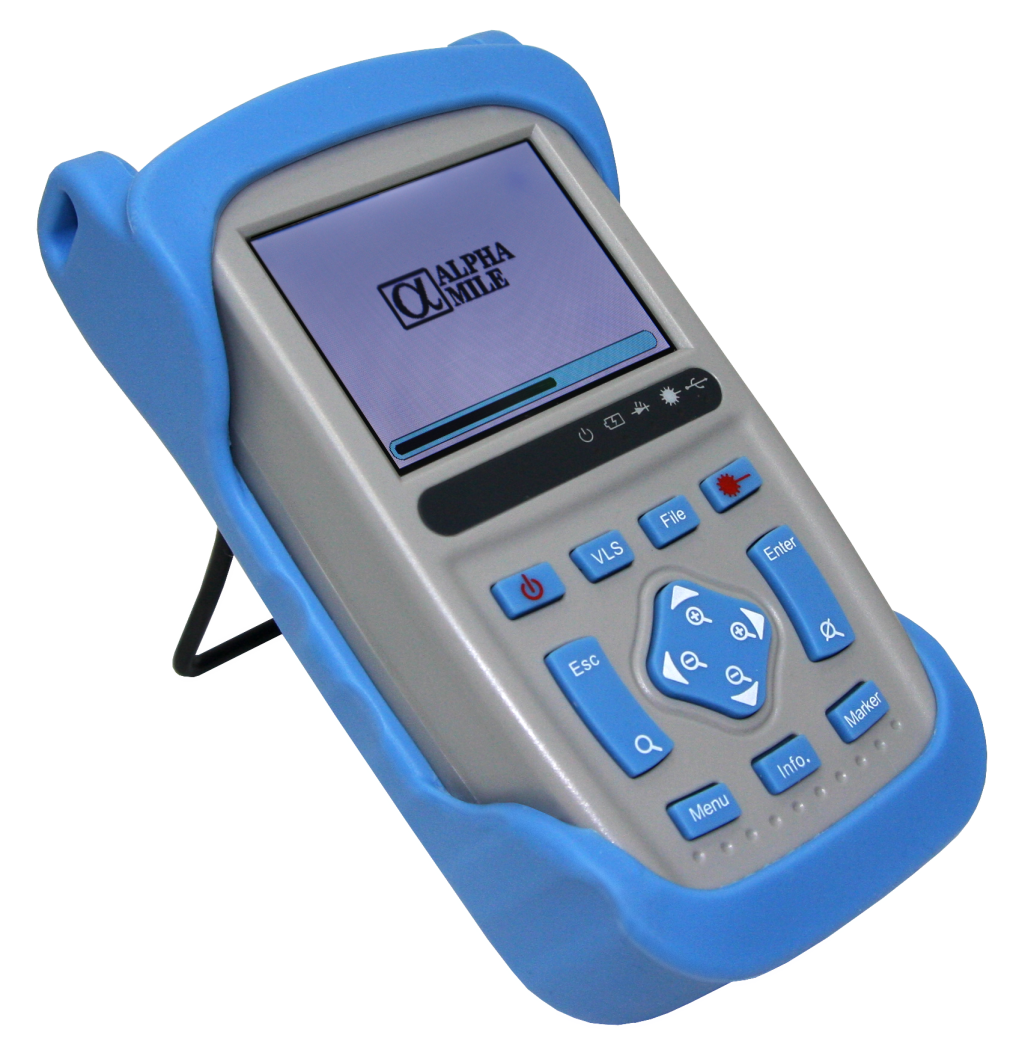 α ALPHA
MILE
VLS
File
Enter
Esc
Marker
Info.
Menu